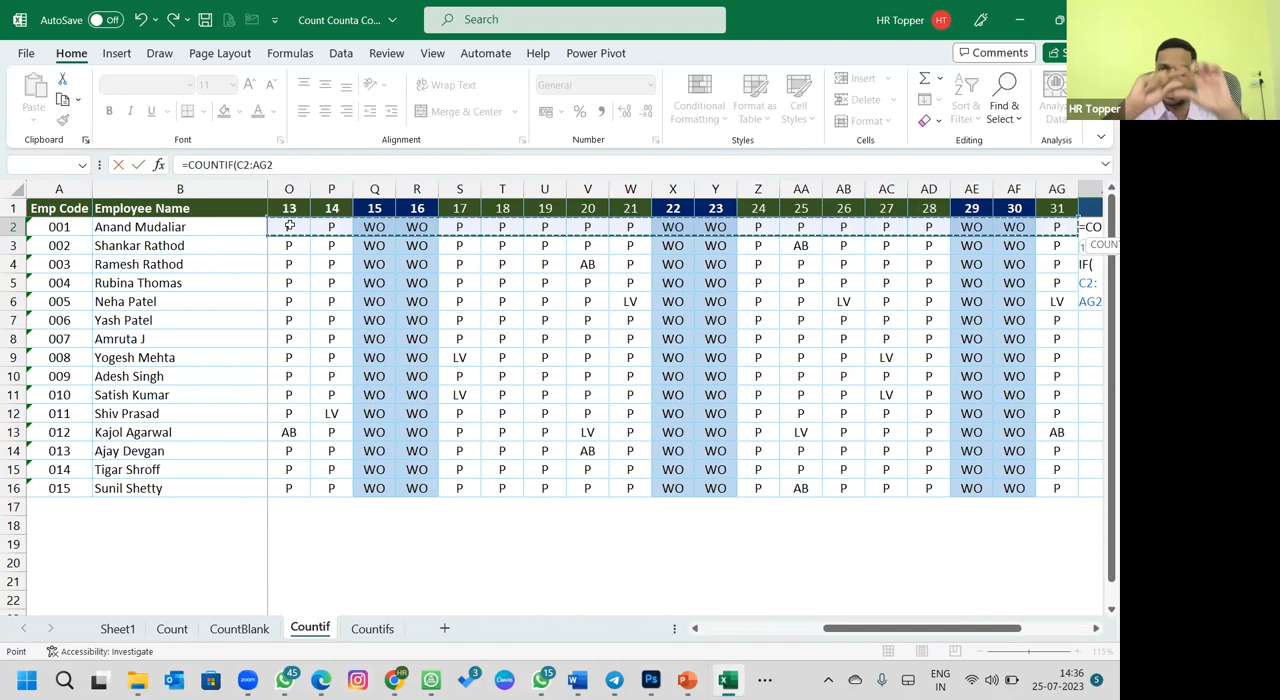 AutoSave Off Count Counta Co... Search HR Topper HT
File Home Insert Draw Page Layout Formulas Data Review View Automate Help Power Pivot Comments
Paste 11 Wrap Text General Insert
B I U Merge & Center Conditional Formatting Format as Table Cell Styles Delete Sort & Filter Find & Select
Format
Clipboard Font Alignment Number Styles Cells Editing Analysis
HR Topper
=COUNTIF(C2:AG2
A B O P Q R S T U V W X Y Z AA AB AC AD AE AF AG
1 Emp Code Employee Name 13 14 15 16 17 18 19 20 21 22 23 24 25 26 27 28 29 30 31
2 001 Anand Mudaliar P WO WO P P P P P WO WO P P P P P WO WO P =CO
3 002 Shankar Rathod P P WO WO P P P P P WO WO P AB P P P WO WO P COUNT
4 003 Ramesh Rathod P P WO WO P P P AB P WO WO P P P P P WO WO P IF(
5 004 Rubina Thomas P P WO WO P P P P P WO WO P P P P P WO WO P C2:
6 005 Neha Patel P P WO WO P P P P LV WO WO P P LV P P WO WO LV AG2
7 006 Yash Patel P P WO WO P P P P P WO WO P P P P P WO WO P
8 007 Amruta J P P WO WO P P P P P WO WO P P P P P WO WO P
9 008 Yogesh Mehta P P WO WO LV P P P P WO WO P P P LV P WO WO P
10 009 Adesh Singh P P WO WO P P P P P WO WO P P P P P WO WO P
11 010 Satish Kumar P P WO WO LV P P P P WO WO P P P LV P WO WO P
12 011 Shiv Prasad P LV WO WO P P P P P WO WO P P P P P WO WO P
13 012 Kajol Agarwal AB P WO WO P P P LV P WO WO P LV P P P WO WO AB
14 013 Ajay Devgan P P WO WO P P P AB P WO WO P P P P P WO WO P
15 014 Tigar Shroff P P WO WO P P P P P WO WO P P P P P WO WO P
16 015 Sunil Shetty P P WO WO P P P P P WO WO P AB P P P WO WO P
17
18
19
20
21
22
Sheet1 Count CountBlank Countif Countifs
Point Accessibility: Investigate 115%
45 HR 3 15 ENG IN 14:36 25-07-2023 5